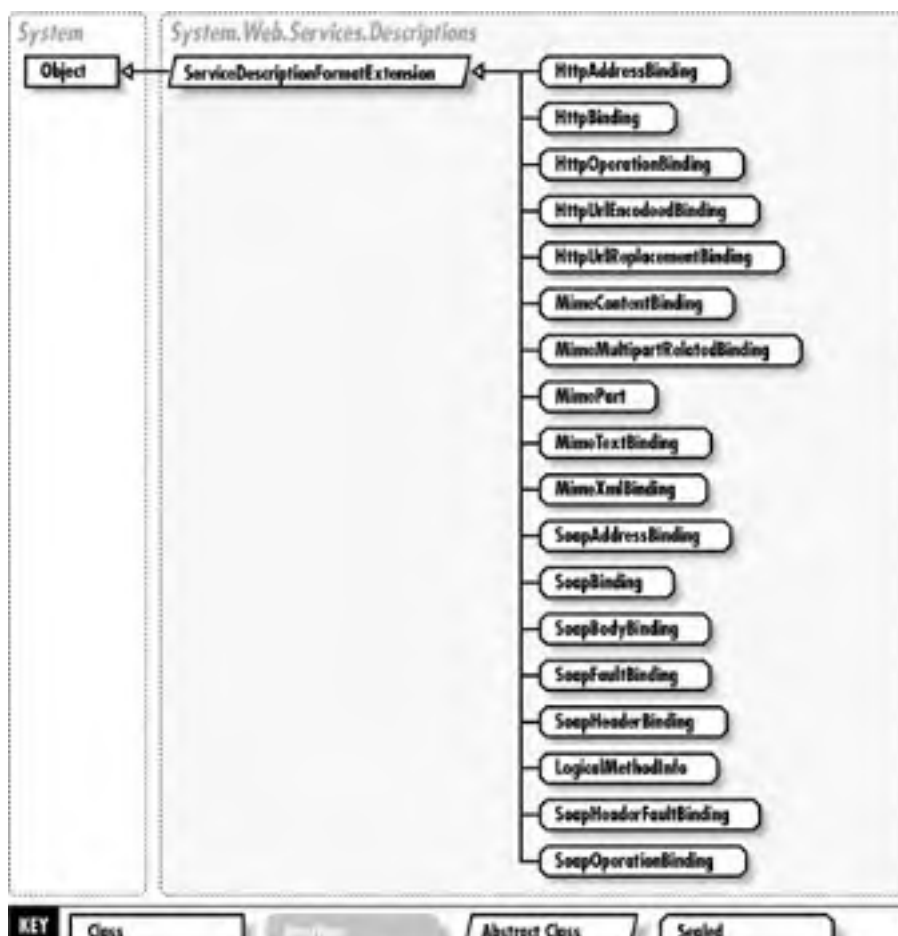 System
System.Web.Services.Descriptions
Object
ServiceDescriptionFormatExtension
HttpAddressBinding
HttpBinding
HttpOperationBinding
HttpUrlEncodeedBinding
HttpUrlReplacementBinding
MimeContentBinding
MimeMultipartRelatedBinding
MimePart
MimeTextBinding
MimeXmlBinding
SoapAddressBinding
SoapBinding
SoapBodyBinding
SoapFaultBinding
SoapHeaderBinding
LogicalMethodInfo
SoapHeaderFaultBinding
SoapOperationBinding
KEY
Class
Abstract Class
Sealed